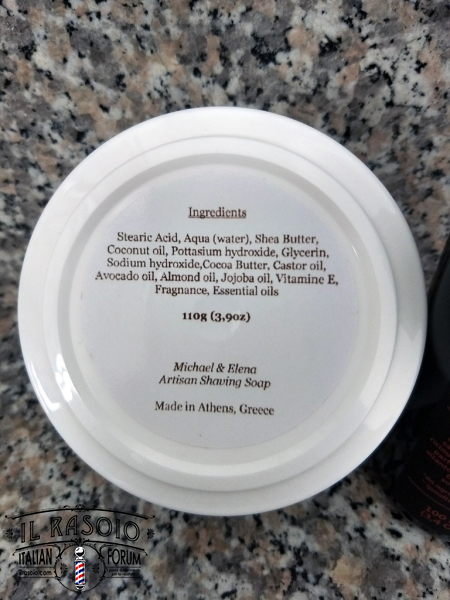 Ingredients
Stearic Acid, Aqua (water), Shea Butter,
Coconut oil, Pottasium hydroxide, Glycerin,
Sodium hydroxide,Cocoa Butter, Castor oil,
Avocado oil, Almond oil, Jojoba oil, Vitamine E,
Fragnance, Essential oils
110g (3,9oz)
Michael & Elena
Artisan Shaving Soap
Made in Athens, Greece
IL RASOIO
ITALIAN FORUM